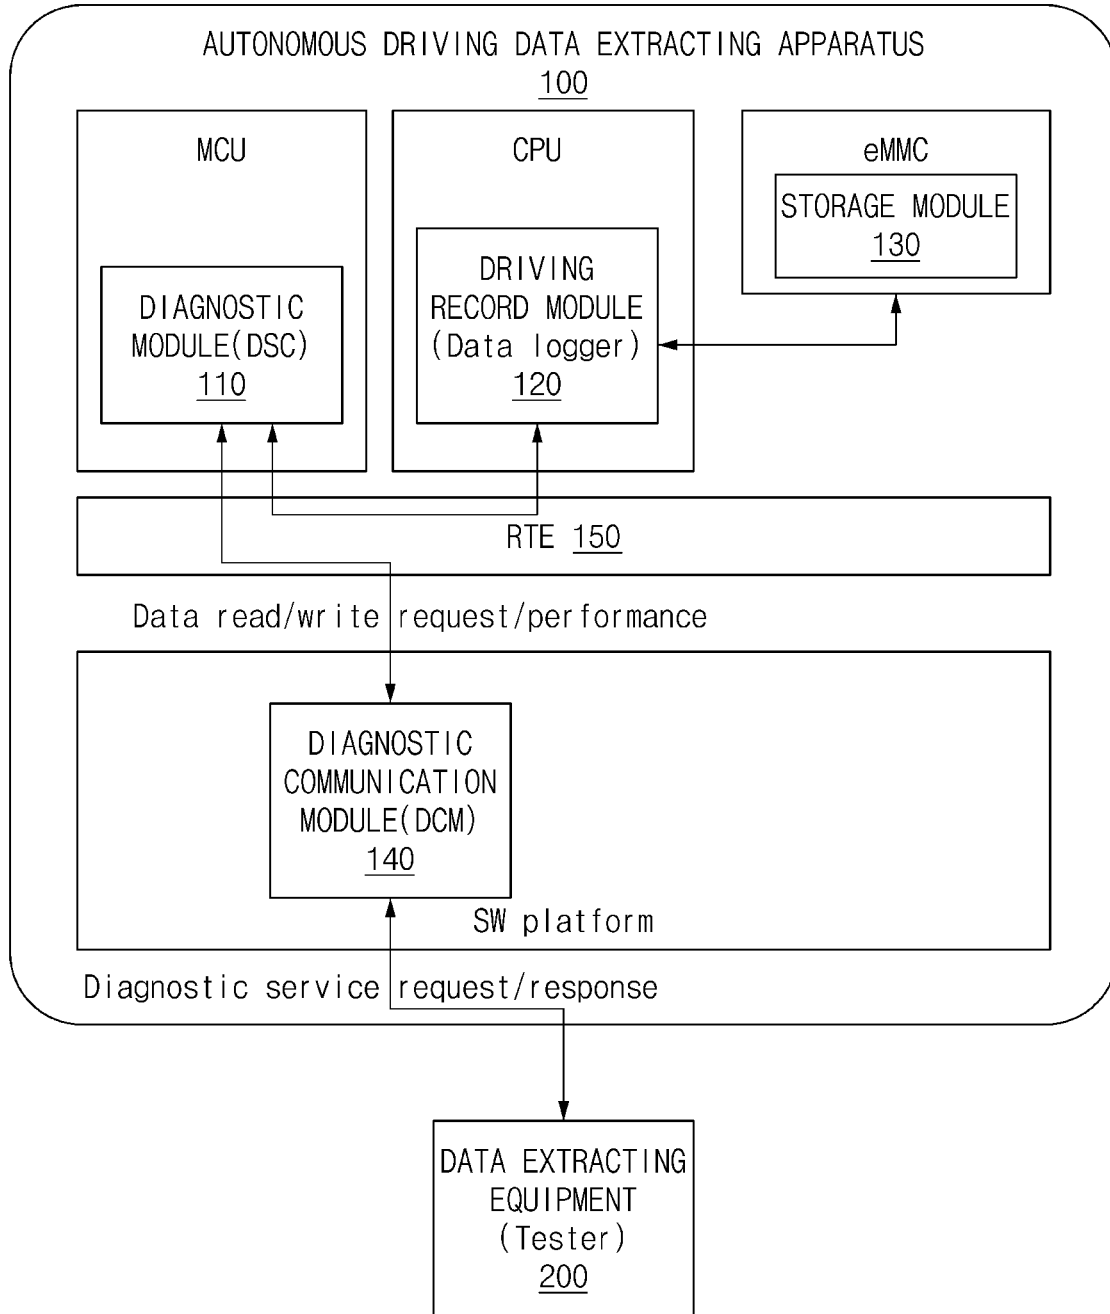 AUTONOMOUS DRIVING DATA EXTRACTING APPARATUS
100
MCU
DIAGNOSTIC
MODULE(DSC)
110
CPU
DRIVING
RECORD MODULE
(Data logger)
120
eMMC
STORAGE MODULE
130
RTE 150
Data read/write request/performance
DIAGNOSTIC
COMMUNICATION
MODULE(DCM)
140
SW platform
Diagnostic service request/response
DATA EXTRACTING
EQUIPMENT
(Tester)
200